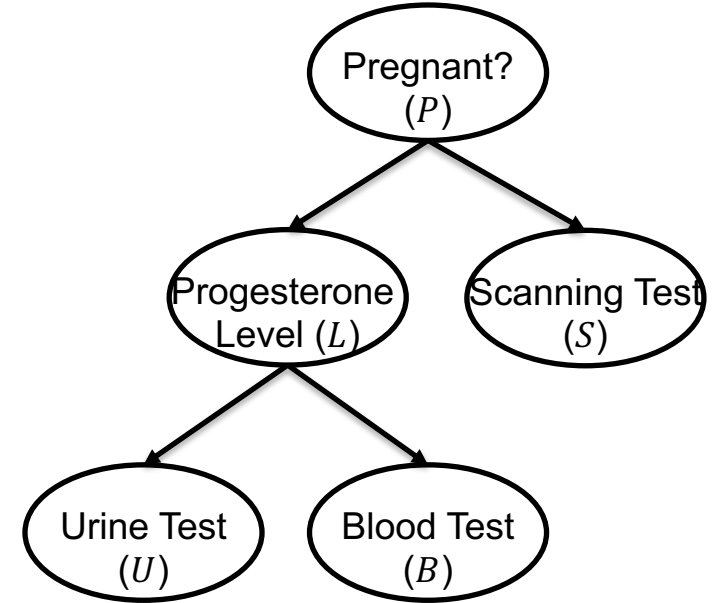 Pregnant?
(P)
Progesterone
Level (L)
Scanning Test
(S)
Urine Test
(U)
Blood Test
(B)